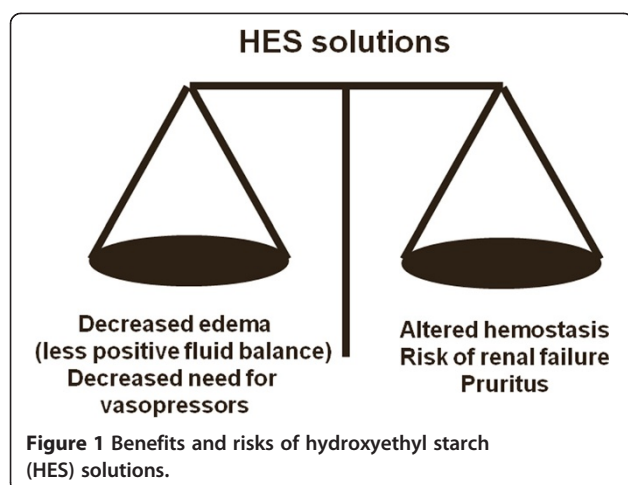 HES solutions
Decreased edema
(less positive fluid balance)
Decreased need for
vasopressors
Altered hemostasis
Risk of renal failure
Pruritus
Figure 1 Benefits and risks of hydroxyethyl starch
(HES) solutions.